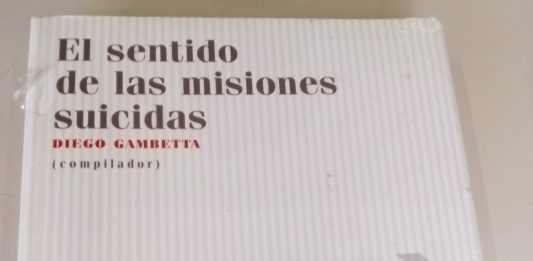 El sentido
de las misiones
suicidas
DIEGO GAMBETTA
(compilador)